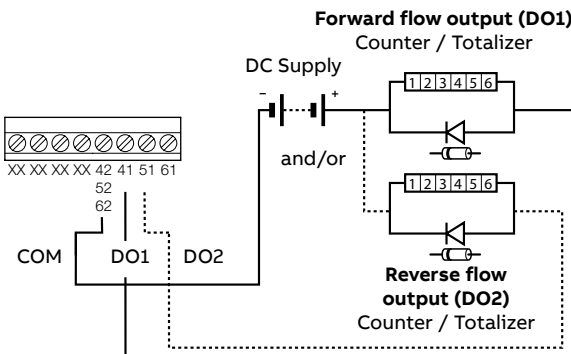 Forward flow output (DO1)
Counter / Totalizer
DC Supply
- +
1 2 3 4 5 6
and/or
XX XX XX XX 42 41 51 61
52
62
1 2 3 4 5 6
COM DO1 DO2
Reverse flow
output (DO2)
Counter / Totalizer